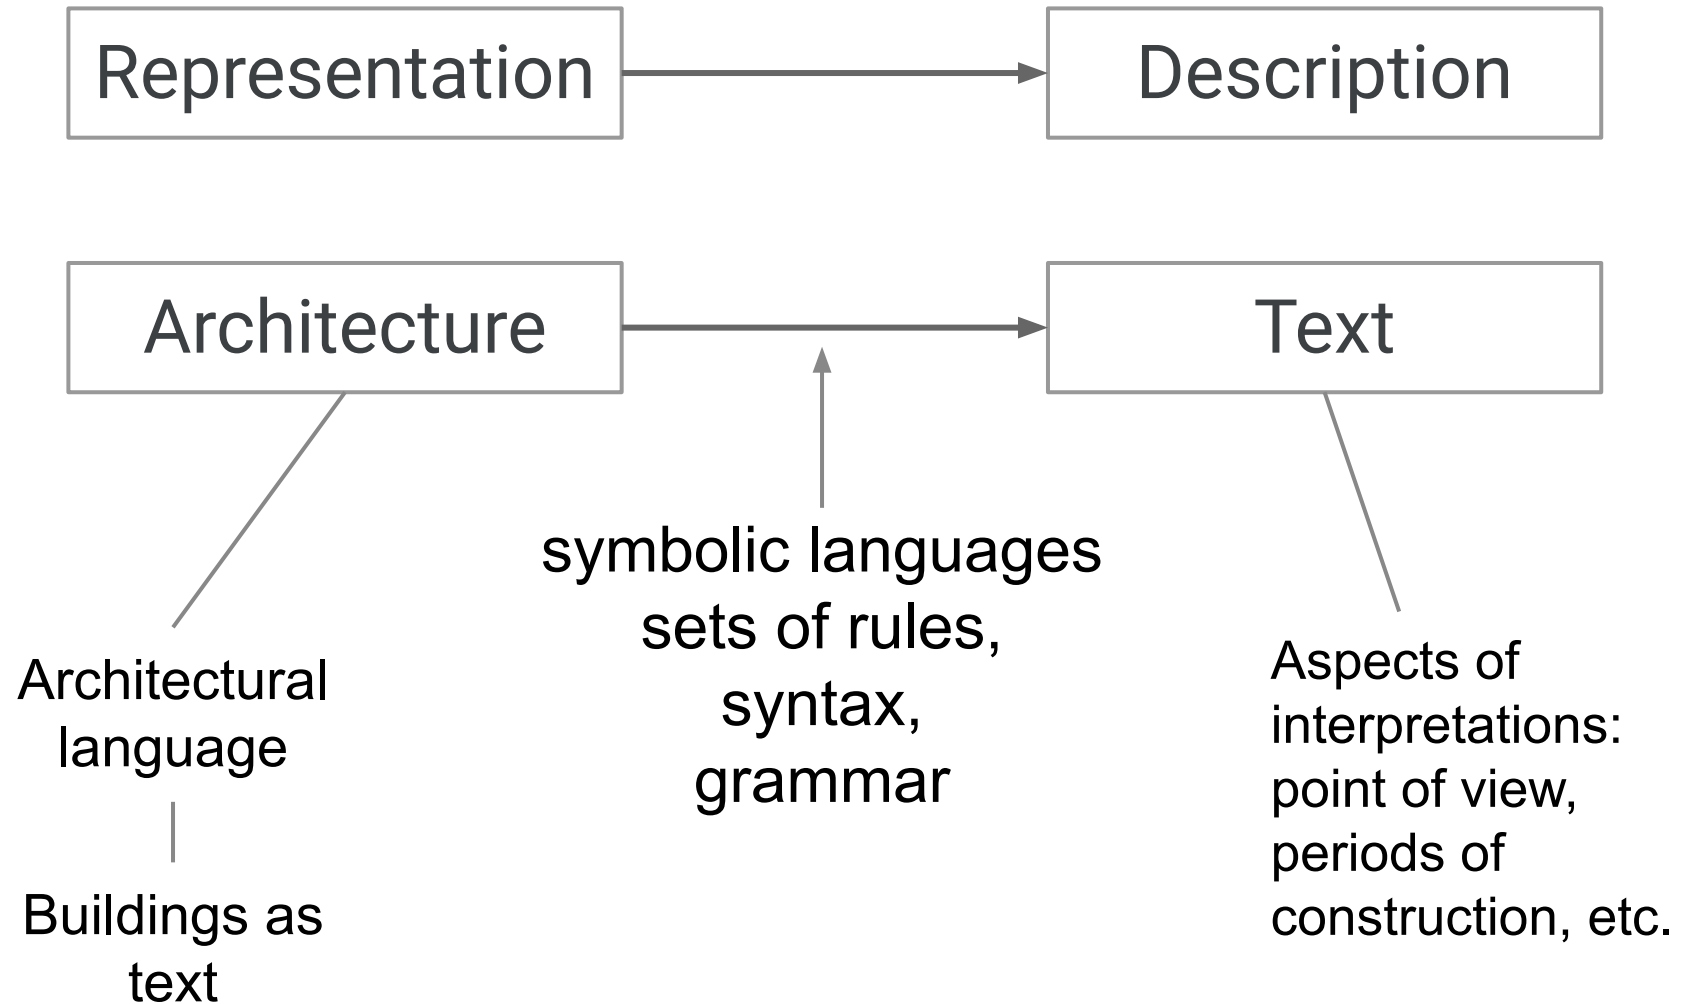 Representation
Description
Architecture
Text
symbolic languages
sets of rules,
syntax,
grammar
Architectural
language
Buildings as
text
Aspects of
interpretations:
point of view,
periods of
construction, etc.